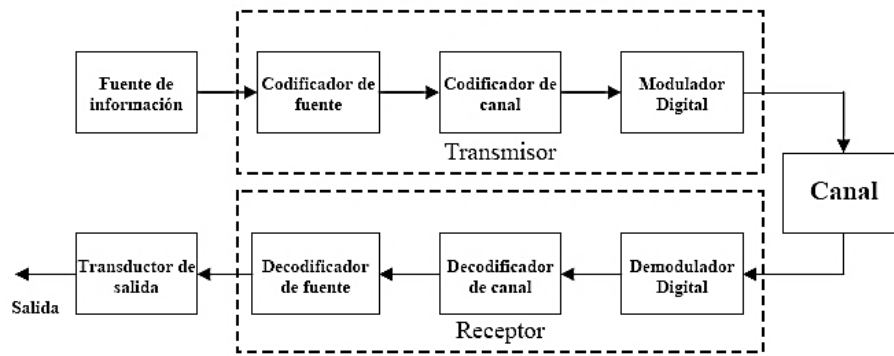 Fuente de
información
Codificador de
fuente
Codificador de
canal
Modulador
Digital
Transmisor
Canal
Salida
Transductor de
salida
Decodificador
de fuente
Decodificador
de canal
Demodulador
Digital
Receptor